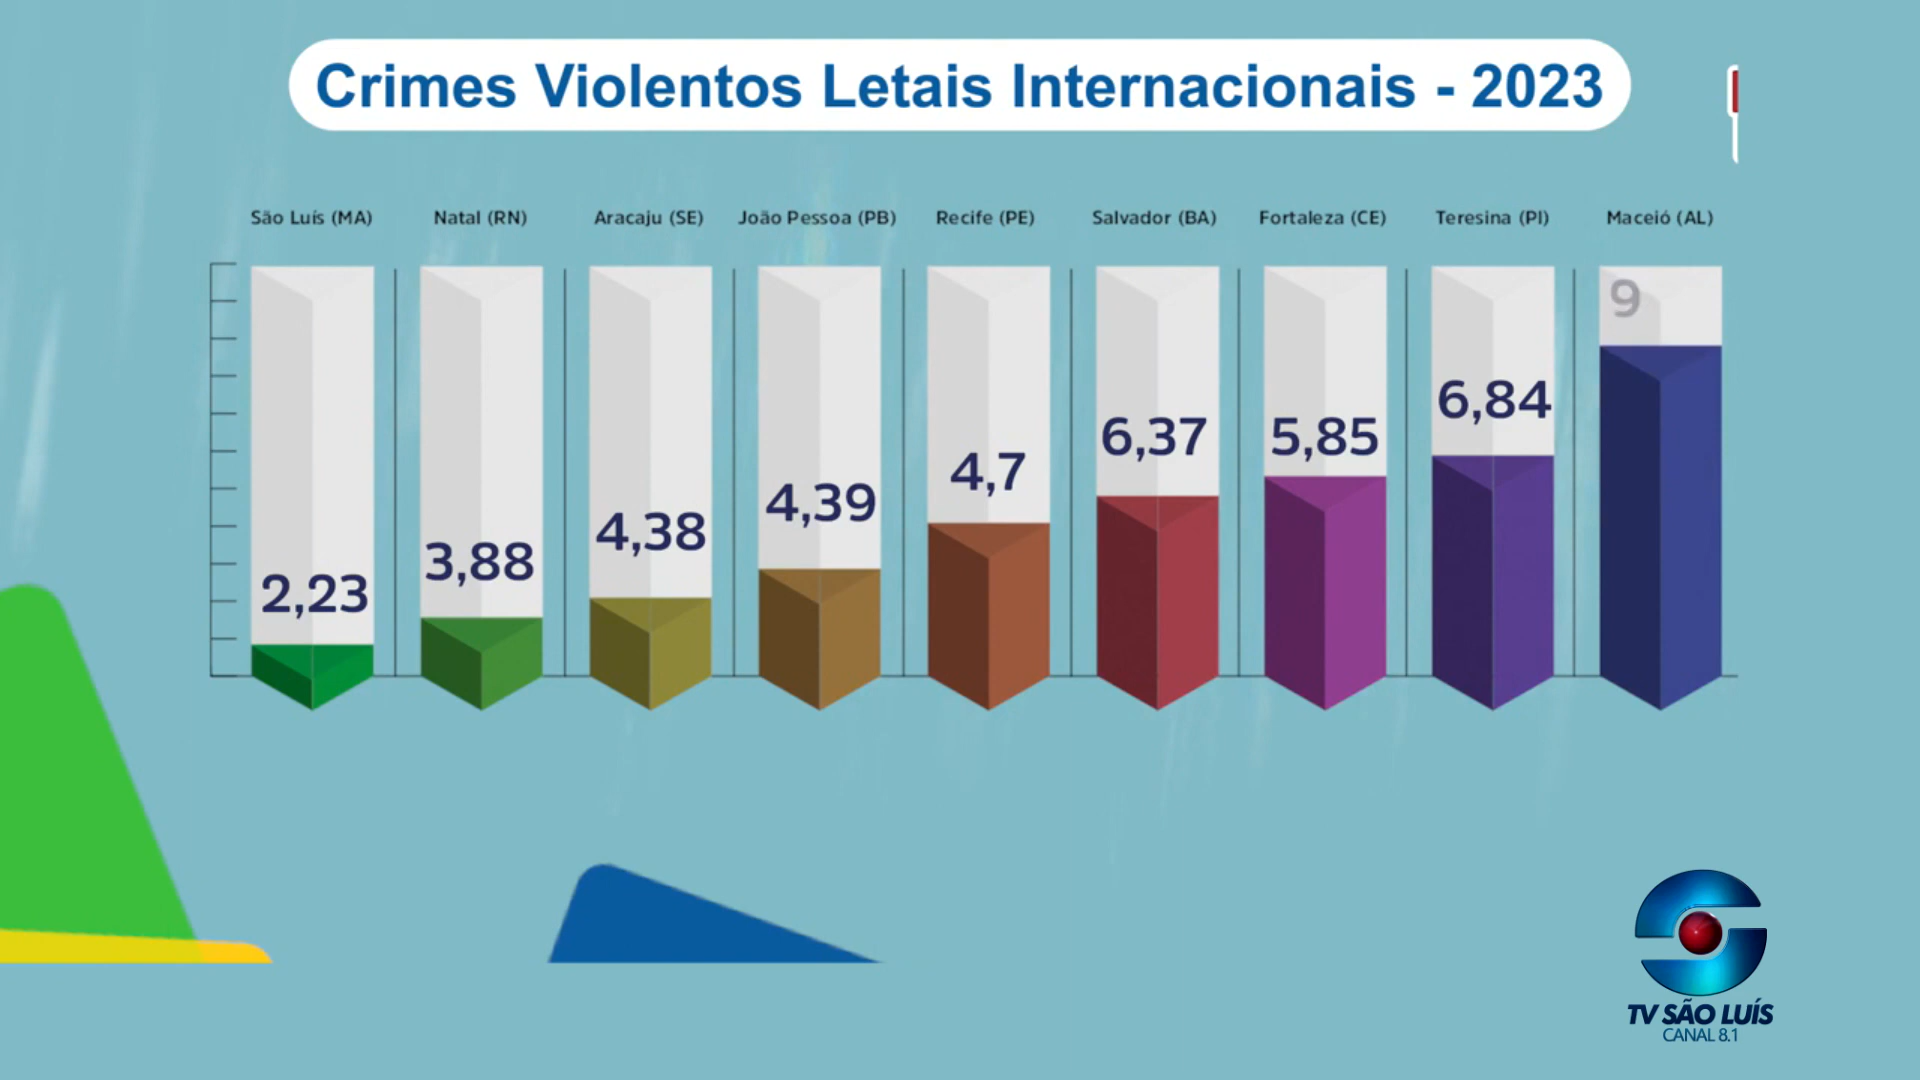 Crimes Violentos Letais Internacionais - 2023
São Luís (MA)
Natal (RN)
Aracaju (SE)
João Pessoa (PB)
Recife (PE)
Salvador (BA)
Fortaleza (CE)
Teresina (PI)
Maceió (AL)
2,23
3,88
4,38
4,39
4,7
6,37
5,85
6,84
9
TV SÃO LUÍS
CANAL 8.1